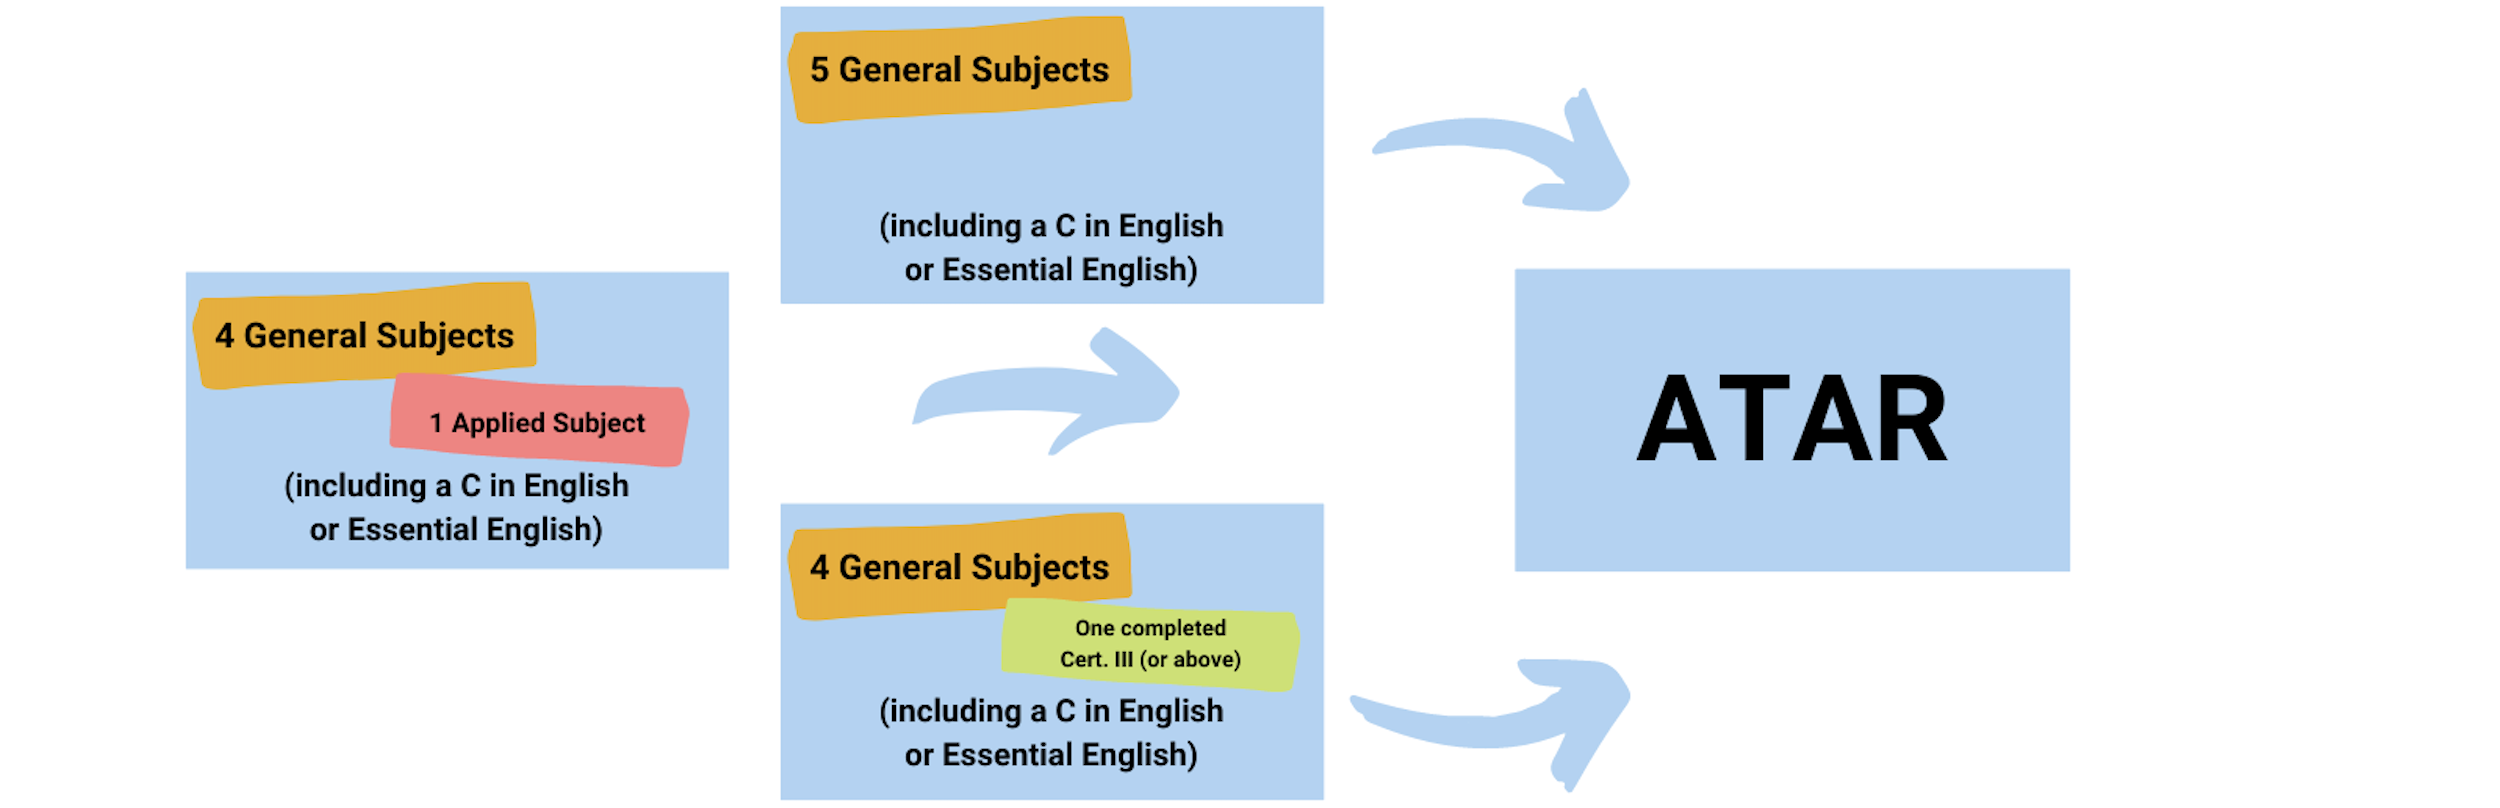 5 General Subjects
(including a C in English
or Essential English)
4 General Subjects
1 Applied Subject
(including a C in English
or Essential English)
ATAR
4 General Subjects
One completed
Cert. III (or above)
(including a C in English
or Essential English)